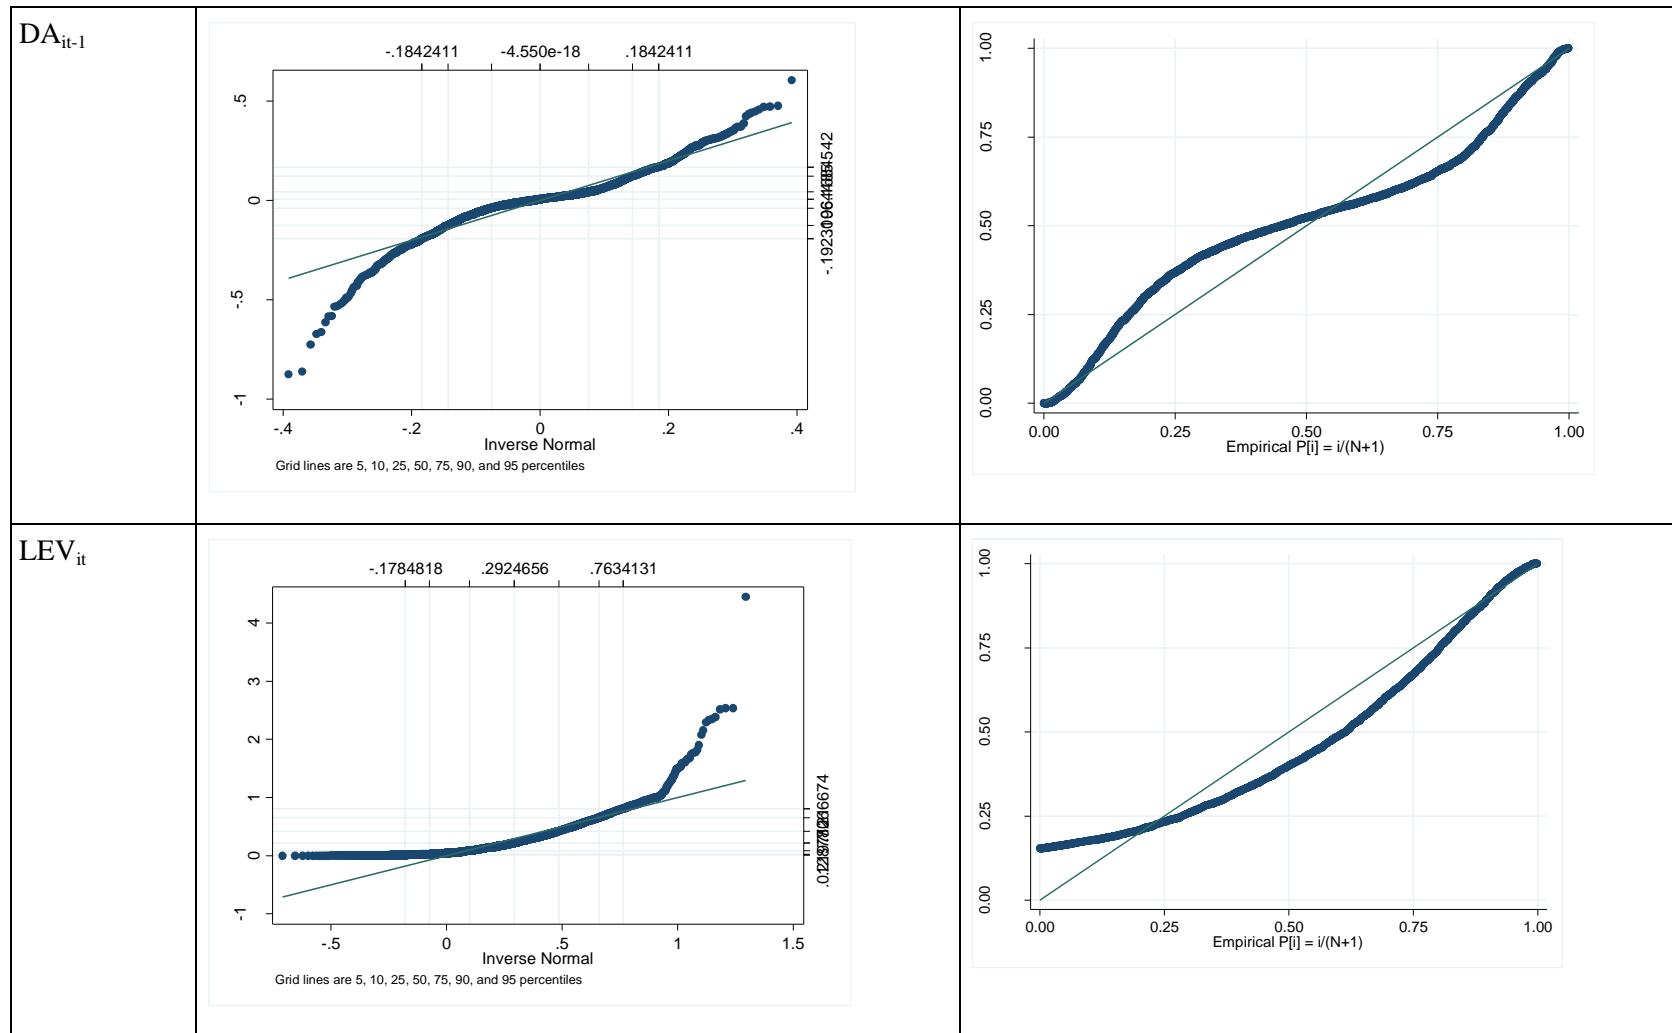 DAit-1
-.1842411 -4.550e-18 .1842411
.5
0
-.5
-1
-.4 -.2 0 .2 .4
Inverse Normal
Grid lines are 5, 10, 25, 50, 75, 90, and 95 percentiles
1.00
0.75
0.50
0.25
0.00
0.00 0.25 0.50 0.75 1.00
Empirical P[i] = i/(N+1)
LEVit
-.1784818 .2924656 .7634131
4
3
2
1
0
-1
-.5 0 .5 1 1.5
Inverse Normal
Grid lines are 5, 10, 25, 50, 75, 90, and 95 percentiles
1.00
0.75
0.50
0.25
0.00
0.00 0.25 0.50 0.75 1.00
Empirical P[i] = i/(N+1)